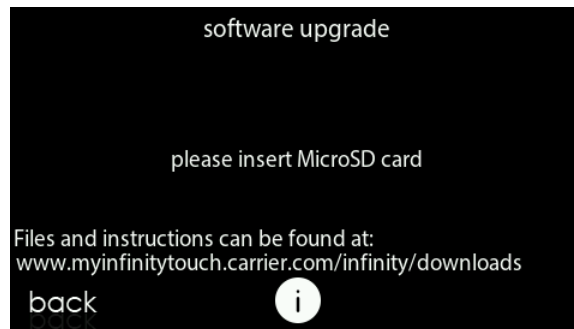 software upgrade
please insert MicroSD card
Files and instructions can be found at:
www.myinfinitytouch.carrier.com/infinity/downloads
back
i